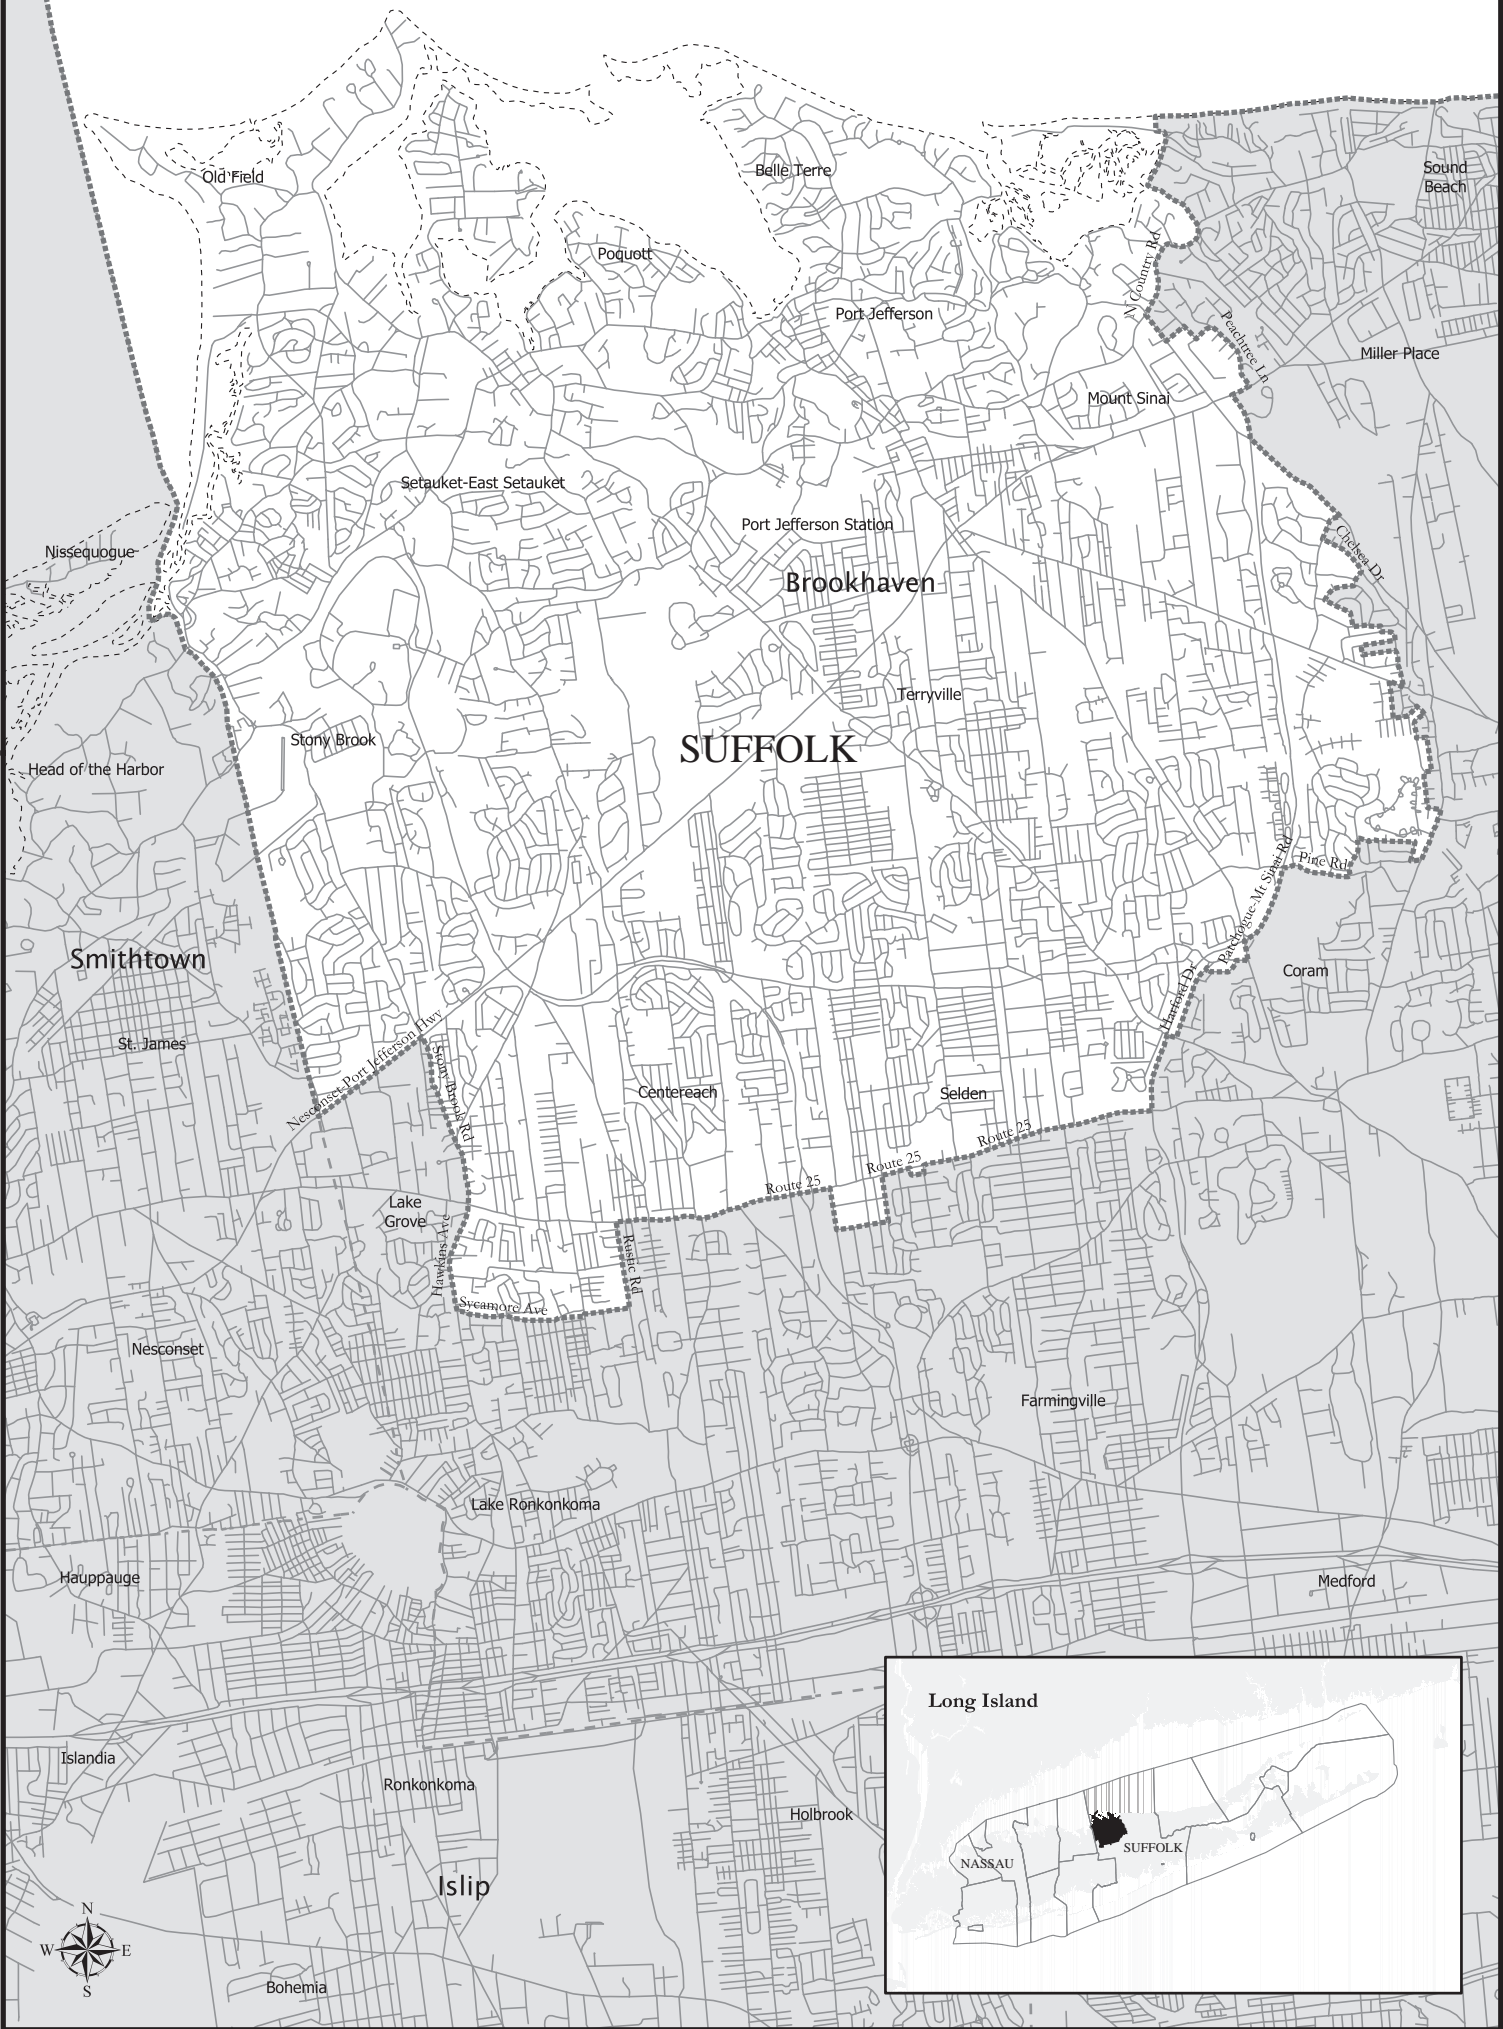 Old Field
Belle Terre
Sound
Beach
Poquott
N Country Rd
Port Jefferson
Peachtree Ln
Miller Place
Mount Sinai
Setauket-East Setauket
Port Jefferson Station
Nissequogue
Chelsea Dr
Brookhaven
Terryville
SUFFOLK
Stony Brook
Head of the Harbor
Pine Rd
Patchogue-Mt Sinai Rd
Smithtown
Coram
Harford Dr
St. James
Nesconset-Port Jefferson Hwy
Stony Brook Rd
Centereach
Selden
Route 25
Route 25
Route 25
Lake
Grove
Hawkins Ave
Rustic Rd
Sycamore Ave
Nesconset
Farmingville
Lake Ronkonkoma
Hauppauge
Medford
Long Island
Islandia
Ronkonkoma
Holbrook
SUFFOLK
NASSAU
Islip
N
W
E
S
Bohemia